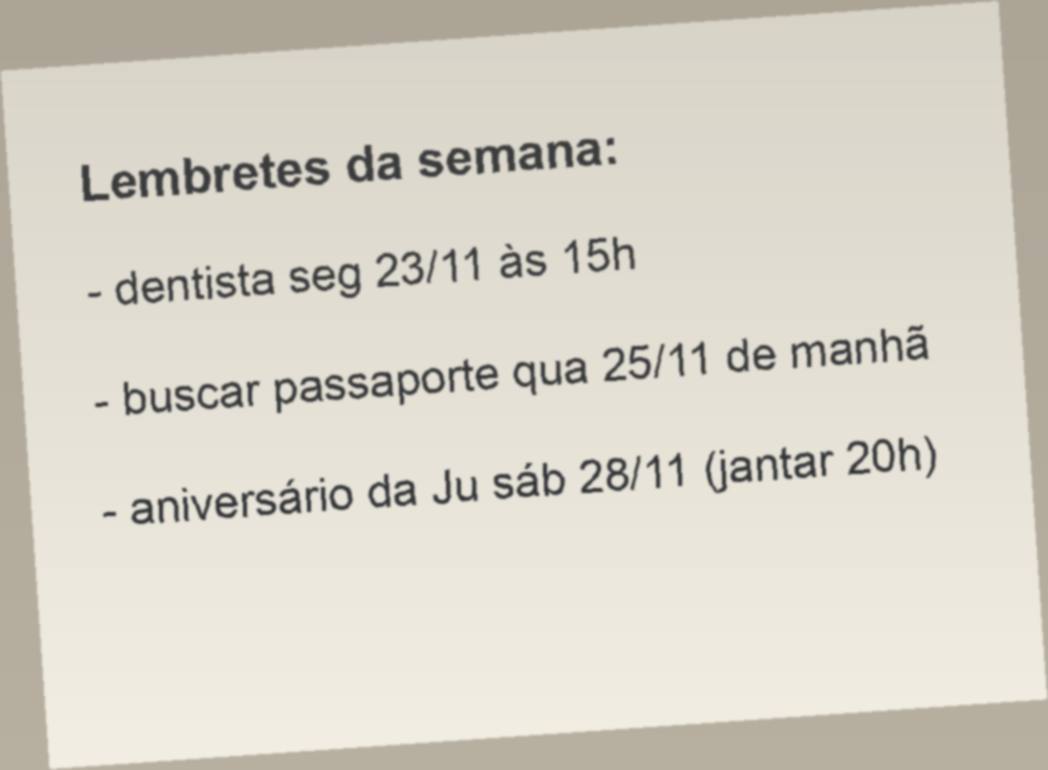 Lembretes da semana:
- dentista seg 23/11 às 15h
- buscar passaporte qua 25/11 de manhã
- aniversário da Ju sáb 28/11 (jantar 20h)